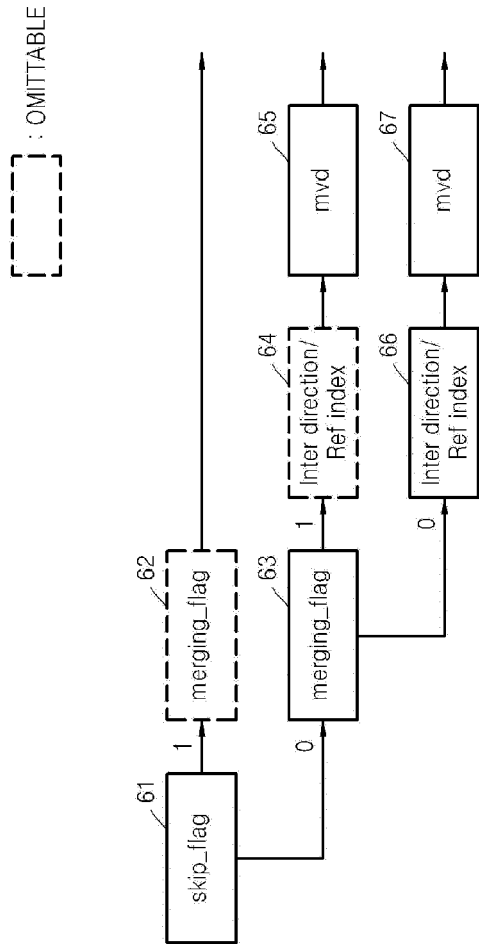 : OMITTABLE
61
skip_flag
1
62
merging_flag
0
63
merging_flag
1
64
Inter direction/
Ref index
65
mvd
0
66
Inter direction/
Ref index
67
mvd